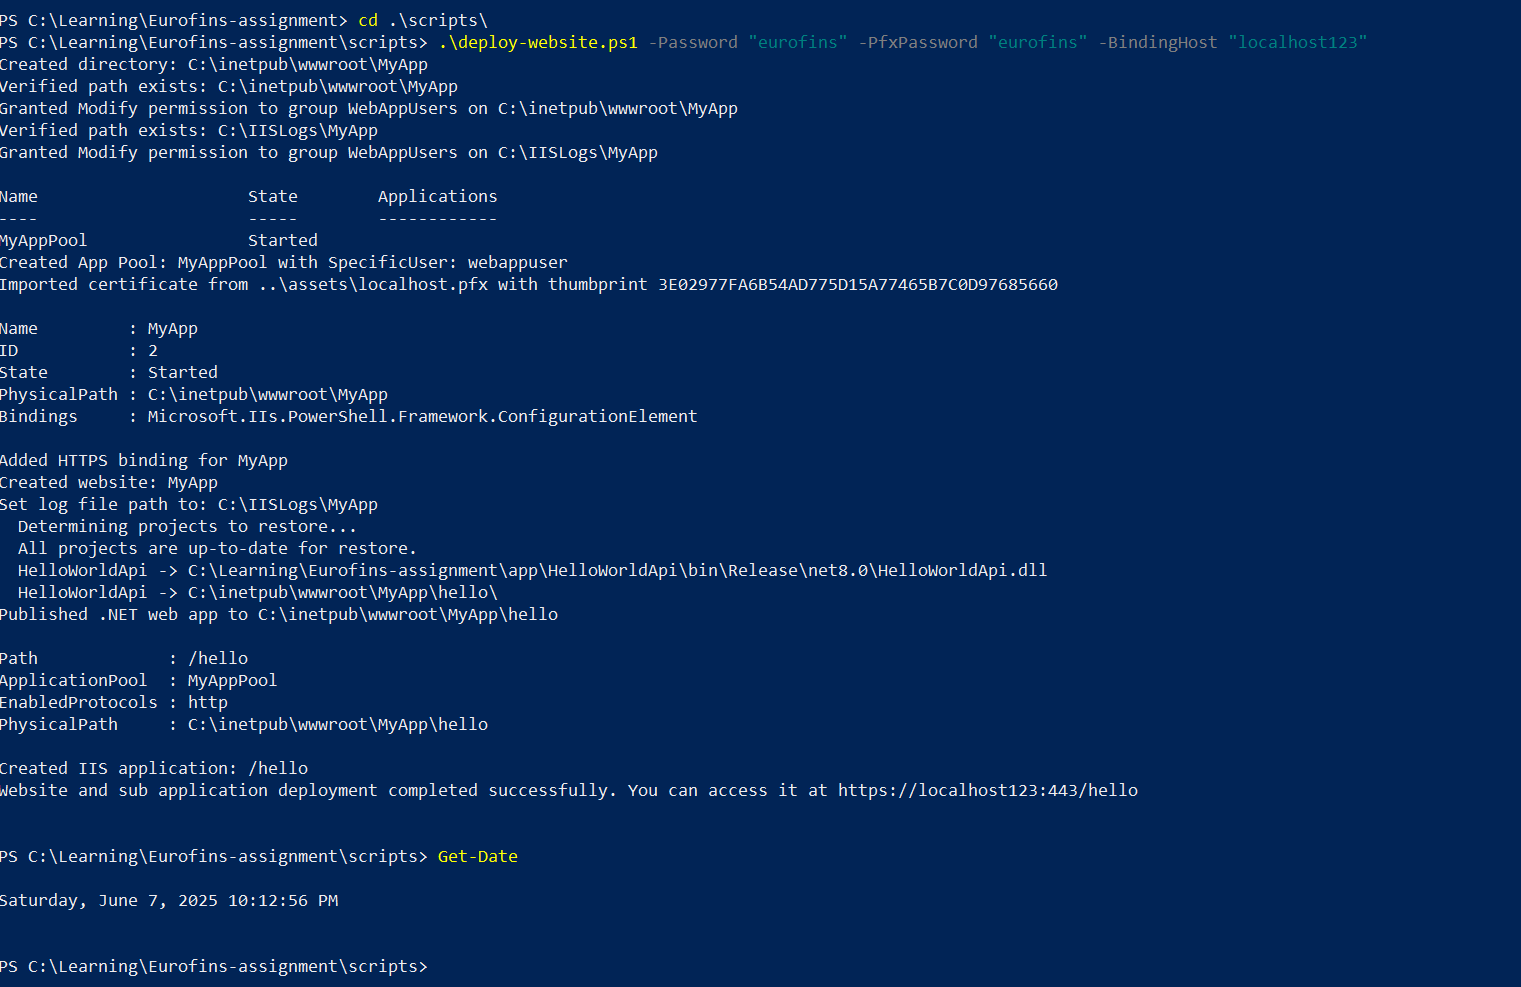 PS C:\Learning\Eurofins-assignment> cd .\scripts\
PS C:\Learning\Eurofins-assignment\scripts> .\deploy-website.ps1 -Password "eurofins" -PfxPassword "eurofins" -BindingHost "localhost123"
Created directory: C:\inetpub\wwwroot\MyApp
Verified path exists: C:\inetpub\wwwroot\MyApp
Granted Modify permission to group WebAppUsers on C:\inetpub\wwwroot\MyApp
Verified path exists: C:\IISLogs\MyApp
Granted Modify permission to group WebAppUsers on C:\IISLogs\MyApp
Name                     State        Applications
----                     -----        ------------
MyAppPool                Started
Created App Pool: MyAppPool with SpecificUser: webappuser
Imported certificate from ..\assets\localhost.pfx with thumbprint 3E02977FA6B54AD775D15A77465B7C0D97685660
Name         : MyApp
ID           : 2
State        : Started
PhysicalPath : C:\inetpub\wwwroot\MyApp
Bindings     : Microsoft.IIs.PowerShell.Framework.ConfigurationElement
Added HTTPS binding for MyApp
Created website: MyApp
Set log file path to: C:\IISLogs\MyApp
  Determining projects to restore...
  All projects are up-to-date for restore.
  HelloWorldApi -> C:\Learning\Eurofins-assignment\app\HelloWorldApi\bin\Release\net8.0\HelloWorldApi.dll
  HelloWorldApi -> C:\inetpub\wwwroot\MyApp\hello\
Published .NET web app to C:\inetpub\wwwroot\MyApp\hello
Path             : /hello
ApplicationPool  : MyAppPool
EnabledProtocols : http
PhysicalPath     : C:\inetpub\wwwroot\MyApp\hello
Created IIS application: /hello
Website and sub application deployment completed successfully. You can access it at https://localhost123:443/hello
PS C:\Learning\Eurofins-assignment\scripts> Get-Date
Saturday, June 7, 2025 10:12:56 PM
PS C:\Learning\Eurofins-assignment\scripts>